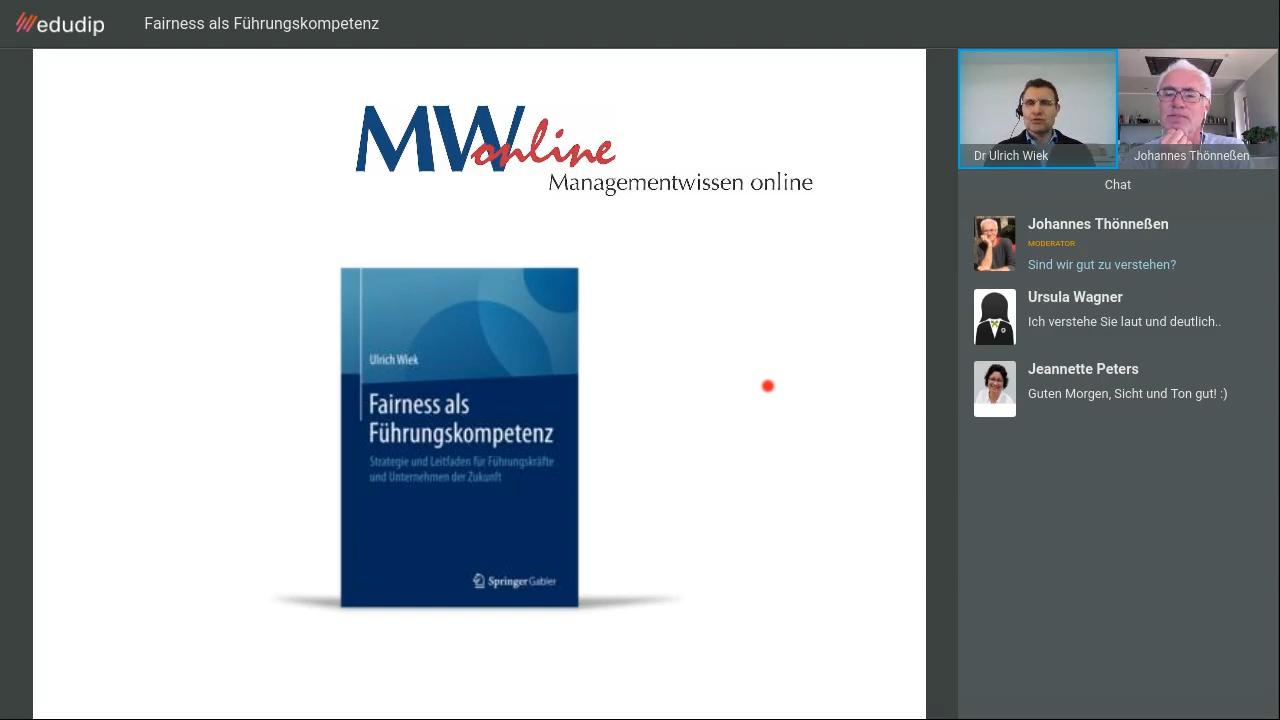 edudip
Fairness als Führungskompetenz
MWonline
Managementwissen online
Ulrich Wiek
Fairness als
Führungskompetenz
Strategie und Leitfaden für Führungskräfte
und Unternehmen der Zukunft
Springer Gabler
Dr Ulrich Wiek
Johannes Thönneßen
Chat
Johannes Thönneßen
MODERATOR
Sind wir gut zu verstehen?
Ursula Wagner
Ich verstehe Sie laut und deutlich..
Jeannette Peters
Guten Morgen, Sicht und Ton gut! :)